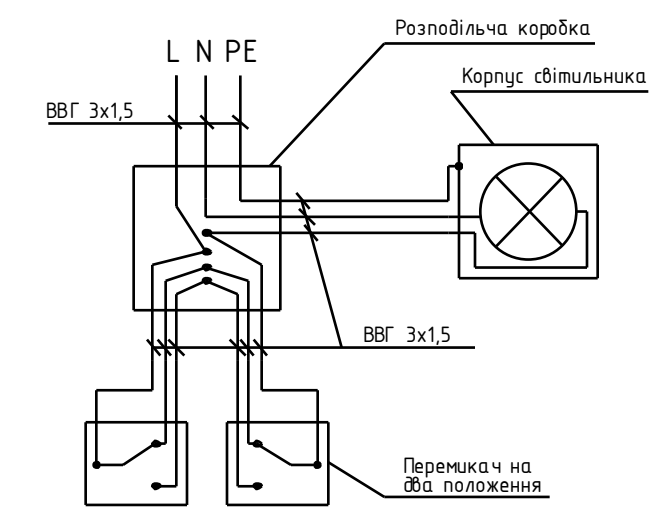 Розподільча коробка
L N PE
Корпус світильника
ВВГ 3х1,5
ВВГ 3х1,5
Перемикач на
два положення